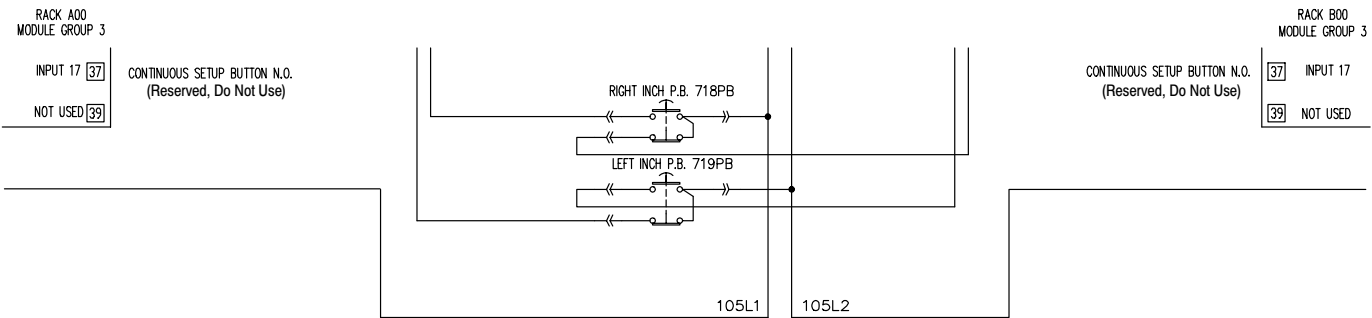 RACK A00
MODULE GROUP 3
INPUT 17 37
CONTINUOUS SETUP BUTTON N.O.
(Reserved, Do Not Use)
NOT USED 39
RIGHT INCH P.B. 718PB
LEFT INCH P.B. 719PB
105L1
105L2
RACK B00
MODULE GROUP 3
CONTINUOUS SETUP BUTTON N.O.
(Reserved, Do Not Use)
37 INPUT 17
39 NOT USED